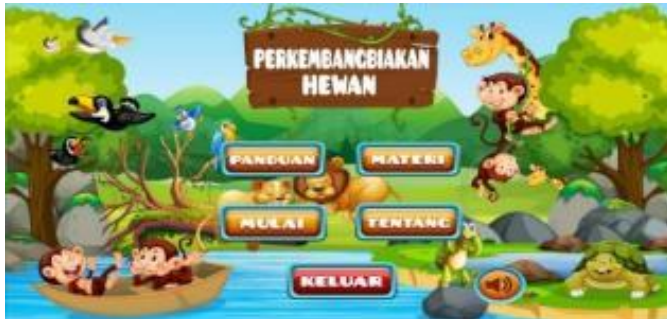 PERKEMBANGBIAKAN
HEWAN
PANDUAN
MATERI
MULAI
TENTANG
KELUAR